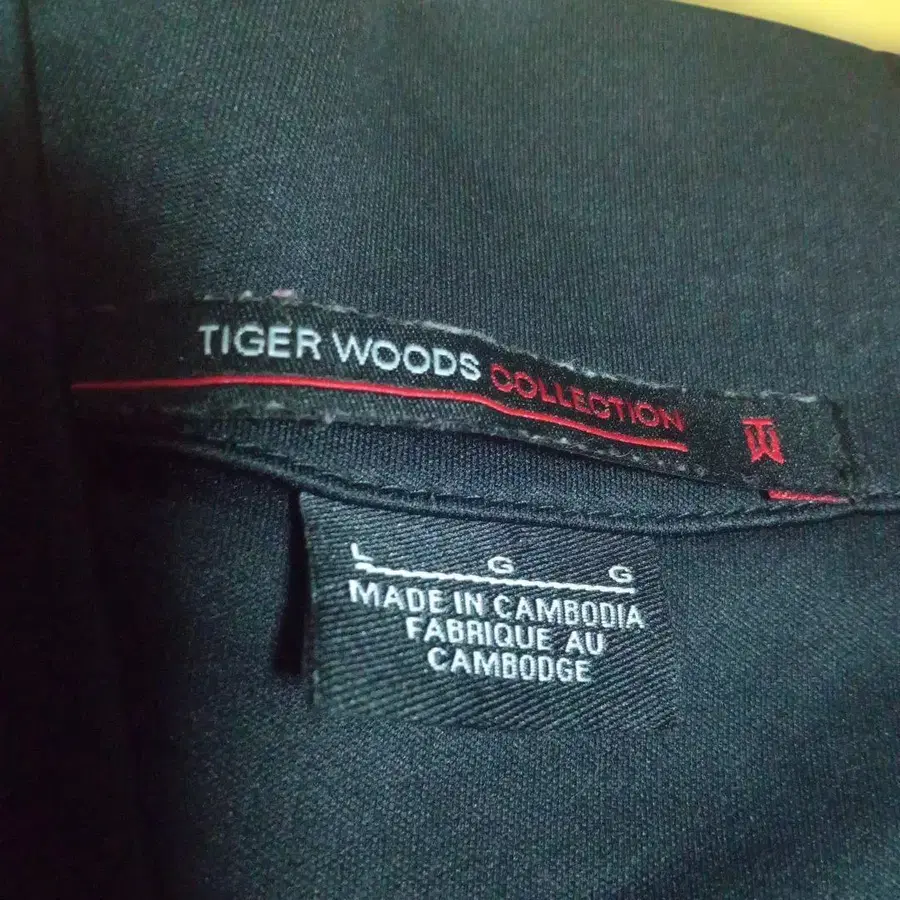 TIGER WOODS COLLECTION TW
L G G
MADE IN CAMBODIA
FABRIQUE AU
CAMBODGE